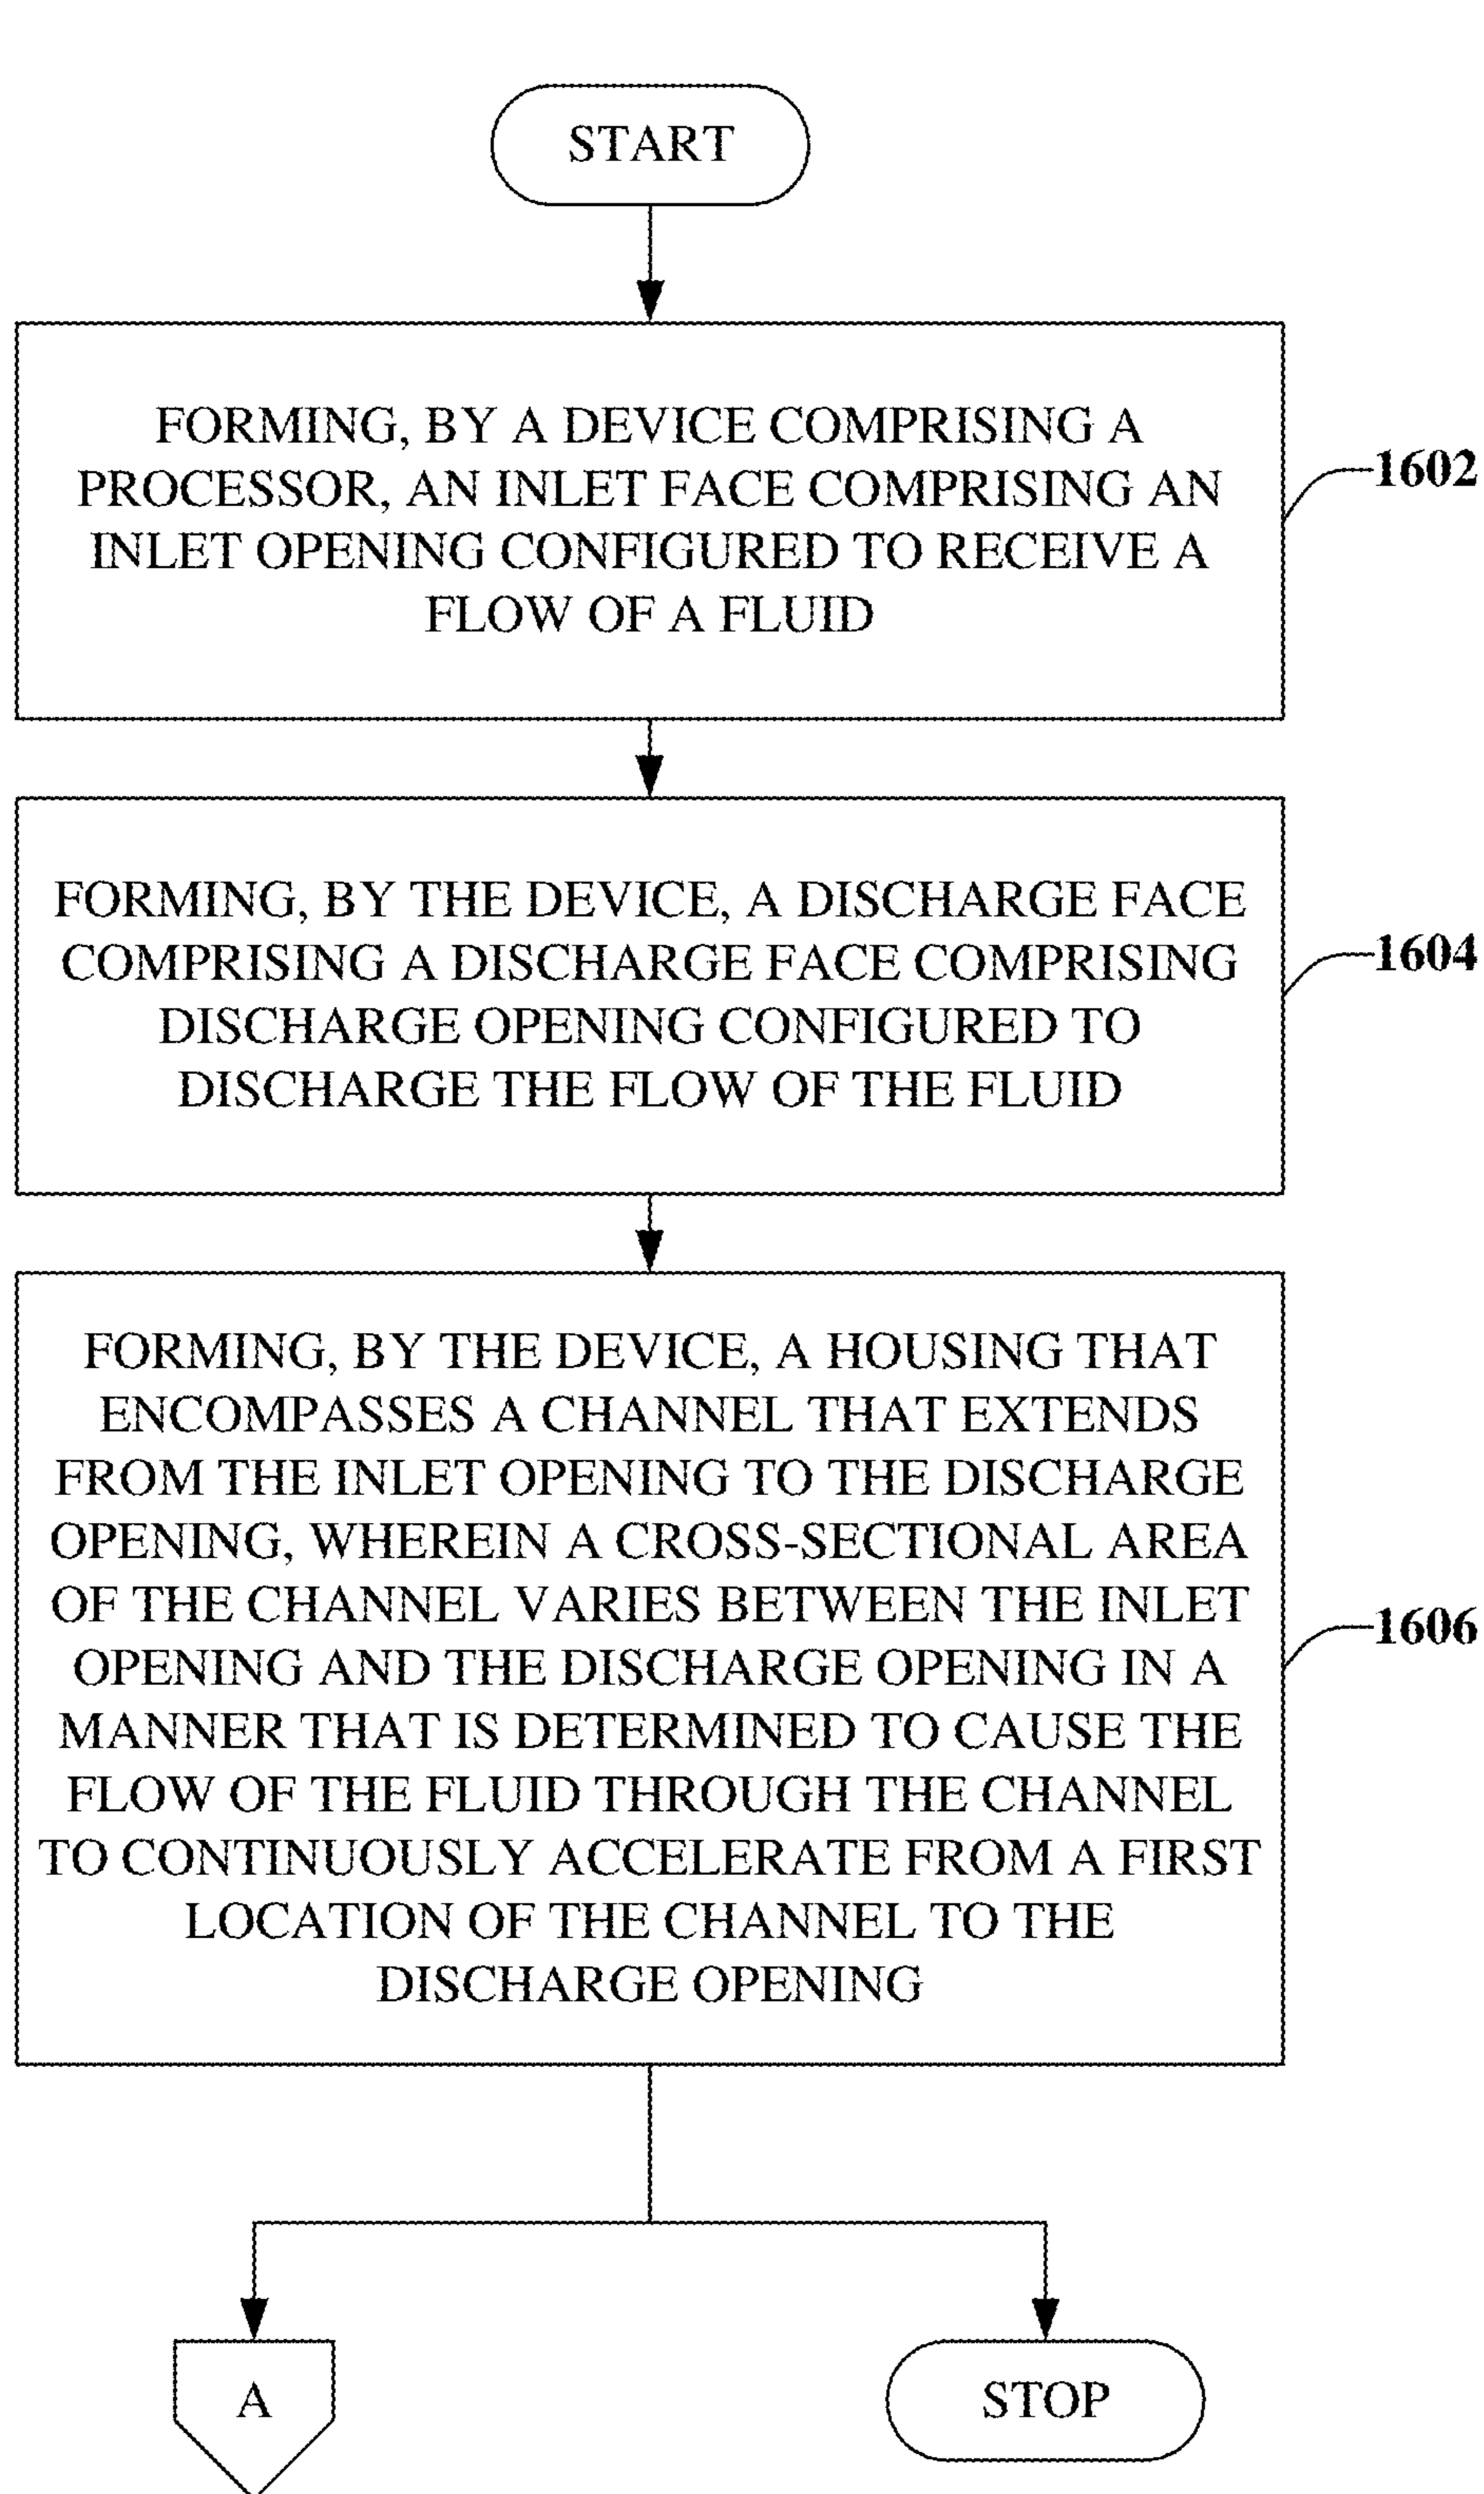 START
FORMING, BY A DEVICE COMPRISING A
PROCESSOR, AN INLET FACE COMPRISING AN
INLET OPENING CONFIGURED TO RECEIVE A
FLOW OF A FLUID
1602
FORMING, BY THE DEVICE, A DISCHARGE FACE
COMPRISING A DISCHARGE FACE COMPRISING
DISCHARGE OPENING CONFIGURED TO
DISCHARGE THE FLOW OF THE FLUID
1604
FORMING, BY THE DEVICE, A HOUSING THAT
ENCOMPASSES A CHANNEL THAT EXTENDS
FROM THE INLET OPENING TO THE DISCHARGE
OPENING, WHEREIN A CROSS-SECTIONAL AREA
OF THE CHANNEL VARIES BETWEEN THE INLET
OPENING AND THE DISCHARGE OPENING IN A
MANNER THAT IS DETERMINED TO CAUSE THE
FLOW OF THE FLUID THROUGH THE CHANNEL
TO CONTINUOUSLY ACCELERATE FROM A FIRST
LOCATION OF THE CHANNEL TO THE
DISCHARGE OPENING
1606
A
STOP